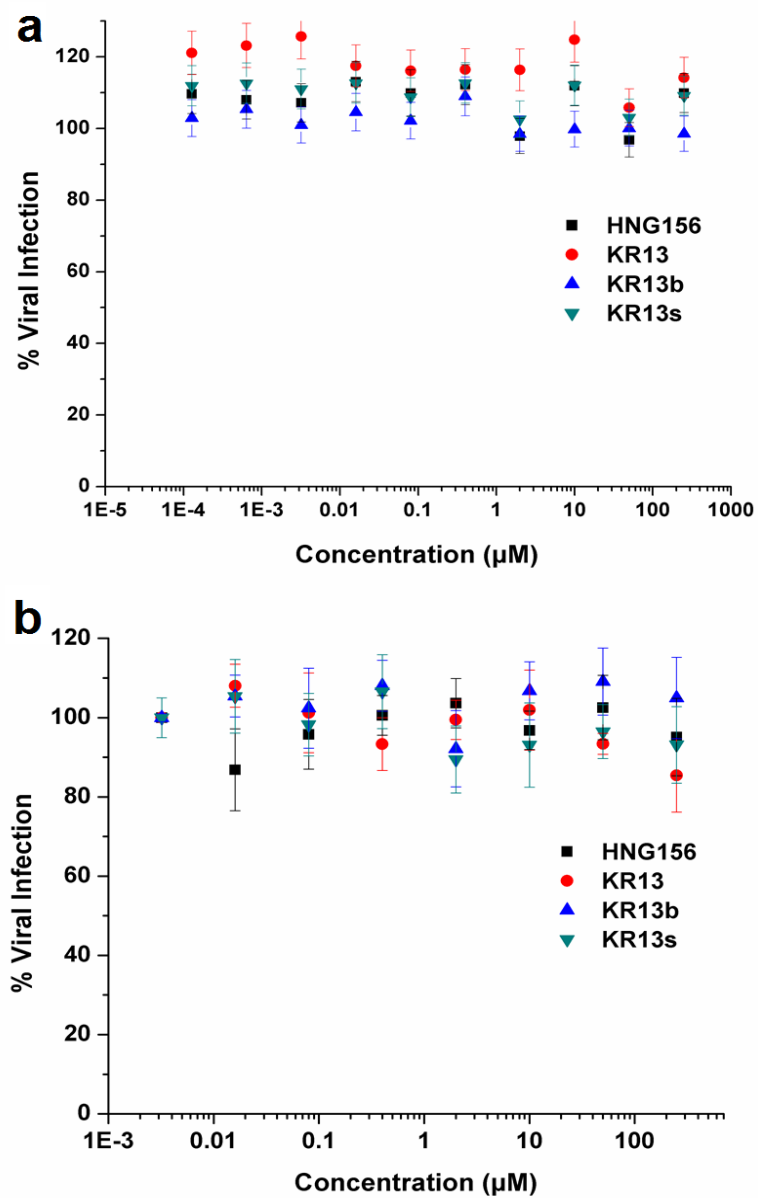 a
120
100
80
60
40
20
0
% Viral Infection
1E-5 1E-4 1E-3 0.01 0.1 1 10 100 1000
Concentration (µM)
HNG156
KR13
KR13b
KR13s
b
120
100
80
60
40
20
0
% Viral Infection
1E-3 0.01 0.1 1 10 100
Concentration (µM)
HNG156
KR13
KR13b
KR13s